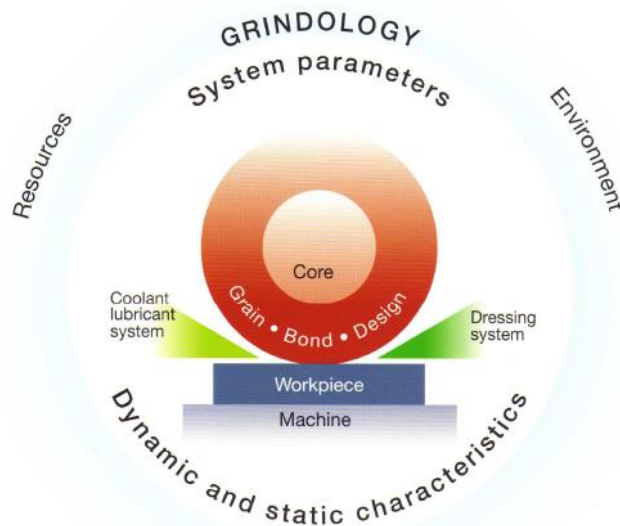 GRINDOLOGY
System parameters
Resources
Environment
Core
Grain • Bond • Design
Coolant
lubricant
system
Dressing
system
Workpiece
Machine
Dynamic and static characteristics